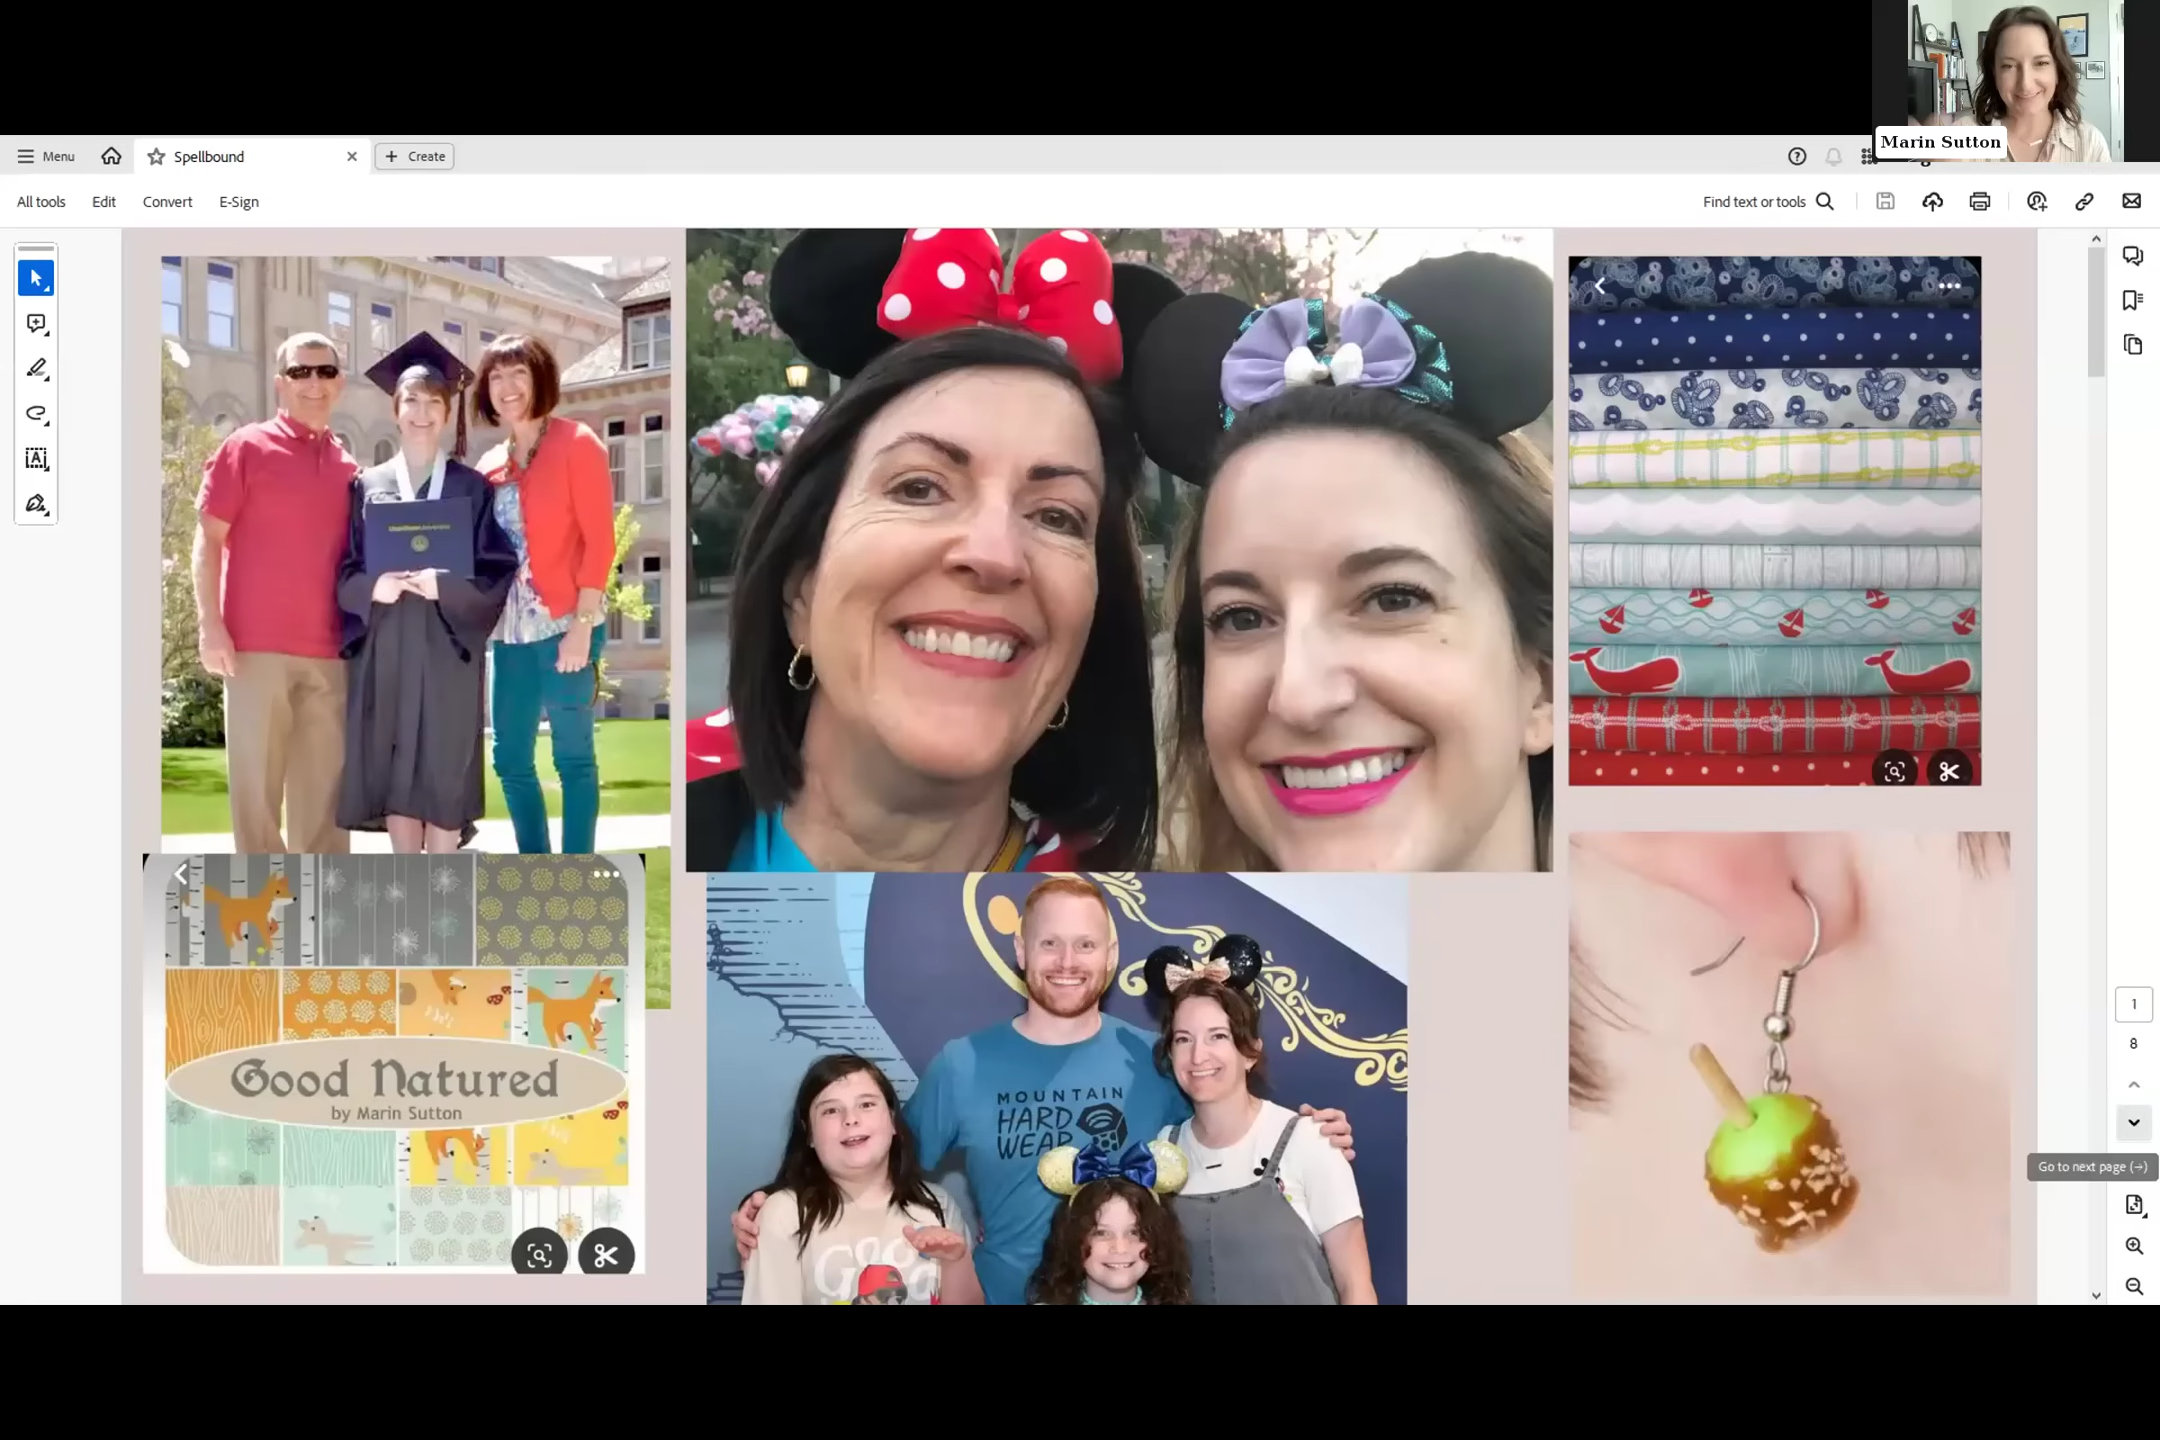 Marin Sutton
Menu
Spellbound
Create
All tools
Edit
Convert
E-Sign
Find text or tools
Good Natured
by Marin Sutton
MOUNTAIN
HARD
WEAR
1
8
Go to next page (→)